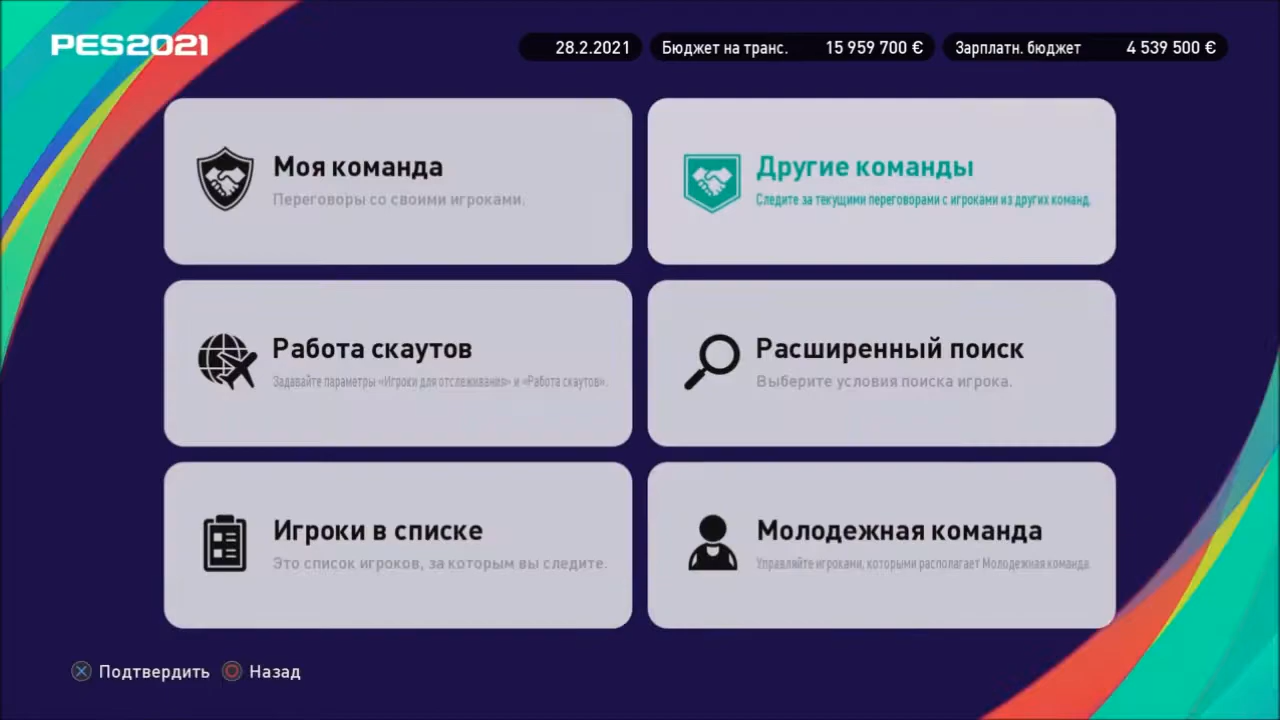 PES2021
28.2.2021
Бюджет на транс. 15 959 700 €
Зарплатн. бюджет 4 539 500 €
Моя команда
Переговоры со своими игроками.
Другие команды
Следите за текущими переговорами с игроками из других команд.
Работа скаутов
Задавайте параметры «Игроки для отслеживания» и «Работа скаутов».
Расширенный поиск
Выберите условия поиска игрока.
Игроки в списке
Это список игроков, за которым вы следите.
Молодежная команда
Управляйте игроками, которыми располагает Молодежная команда.
Подтвердить Назад